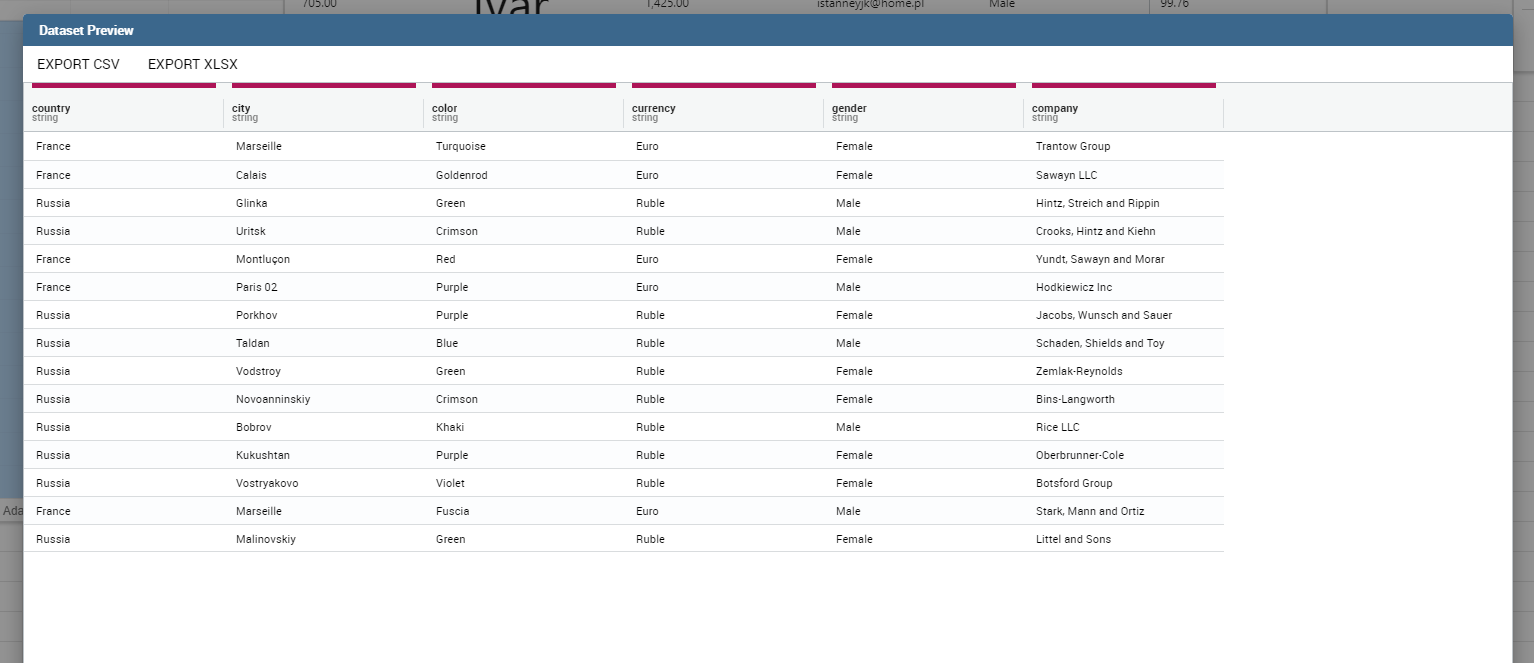 705.00 1,425.00 istanneyjk@home.pl Male 99.76
Ivar
Dataset Preview
EXPORT CSV EXPORT XLSX
country city color currency gender company
string string string string string string
France Marseille Turquoise Euro Female Trantow Group
France Calais Goldenrod Euro Female Sawayn LLC
Russia Glinka Green Ruble Male Hintz, Streich and Rippin
Russia Uritsk Crimson Ruble Male Crooks, Hintz and Kiehn
France Montluçon Red Euro Female Yundt, Sawayn and Morar
France Paris 02 Purple Euro Male Hodkiewicz Inc
Russia Porkhov Purple Ruble Female Jacobs, Wunsch and Sauer
Russia Taldan Blue Ruble Male Schaden, Shields and Toy
Russia Vodstroy Green Ruble Female Zemlak-Reynolds
Russia Novoanninskiy Crimson Ruble Female Bins-Langworth
Russia Bobrov Khaki Ruble Male Rice LLC
Russia Kukushtan Purple Ruble Female Oberbrunner-Cole
Russia Vostryakovo Violet Ruble Female Botsford Group
Ada
France Marseille Fuscia Euro Male Stark, Mann and Ortiz
Russia Malinovskiy Green Ruble Female Littel and Sons